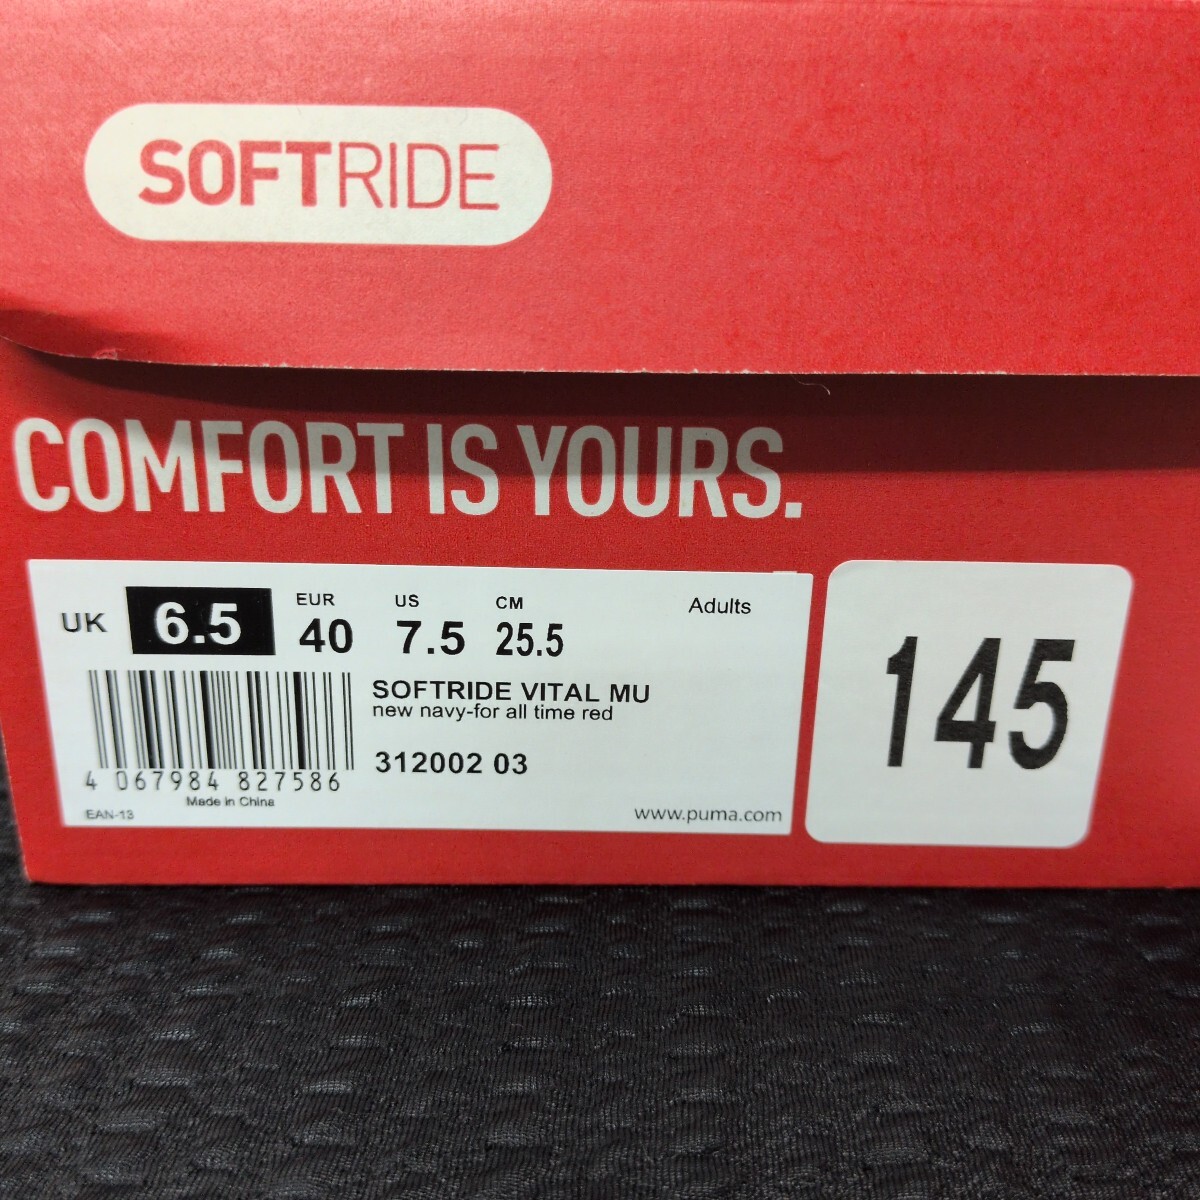 SOFTRIDE
COMFORT IS YOURS.
UK 6.5 EUR 40 US 7.5 CM 25.5 Adults
SOFTRIDE VITAL MU
new navy-for all time red
312002 03
4 067984 827586
Made in China
EAN-13
www.puma.com
145